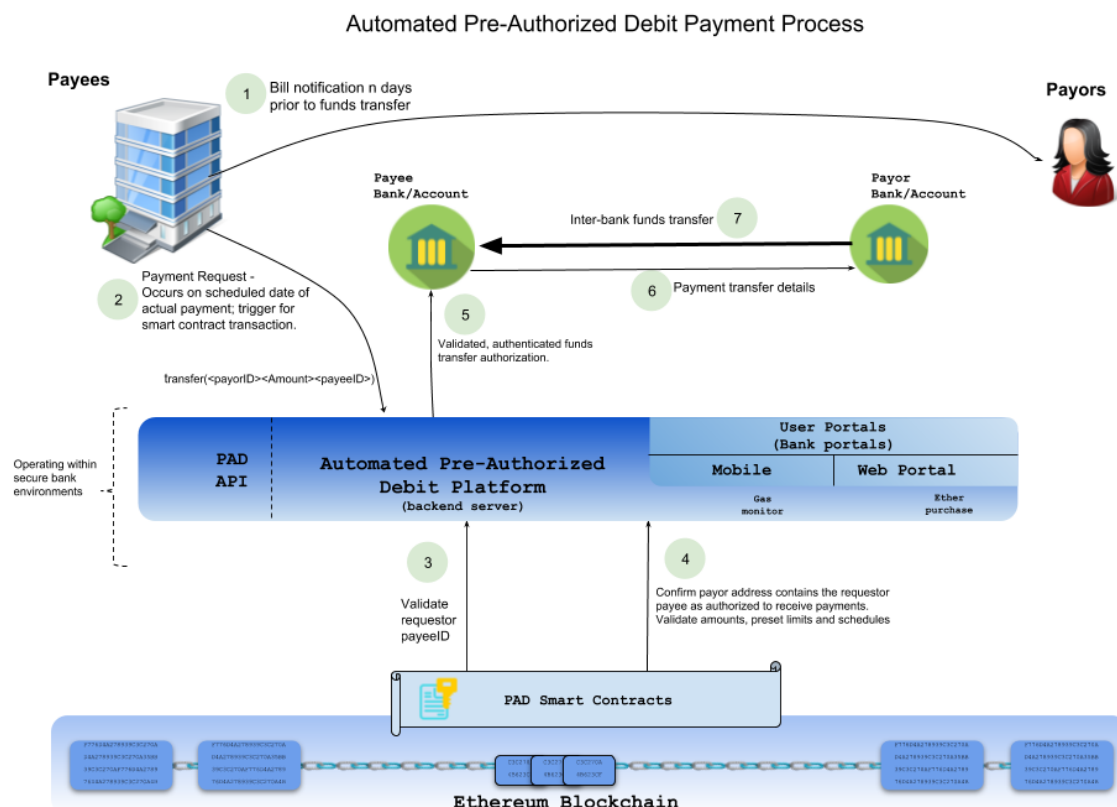 Automated Pre-Authorized Debit Payment Process
Payees
1
Bill notification n days
prior to funds transfer
Payors
Payee
Bank/Account
Payor
Bank/Account
Inter-bank funds transfer
7
2
Payment Request -
Occurs on scheduled date of
actual payment; trigger for
smart contract transaction.
6
Payment transfer details
5
Validated, authenticated funds
transfer authorization.
transfer(<payorID><Amount><payeeID>)
Operating within
secure bank
environments
PAD
API
Automated Pre-Authorized
Debit Platform
(backend server)
User Portals
(Bank portals)
Mobile
Web Portal
Gas
monitor
Ether
purchase
3
Validate
requestor
payeeID
4
Confirm payor address contains the requestor
payee as authorized to receive payments.
Validate amounts, preset limits and schedules
PAD Smart Contracts
Ethereum Blockchain